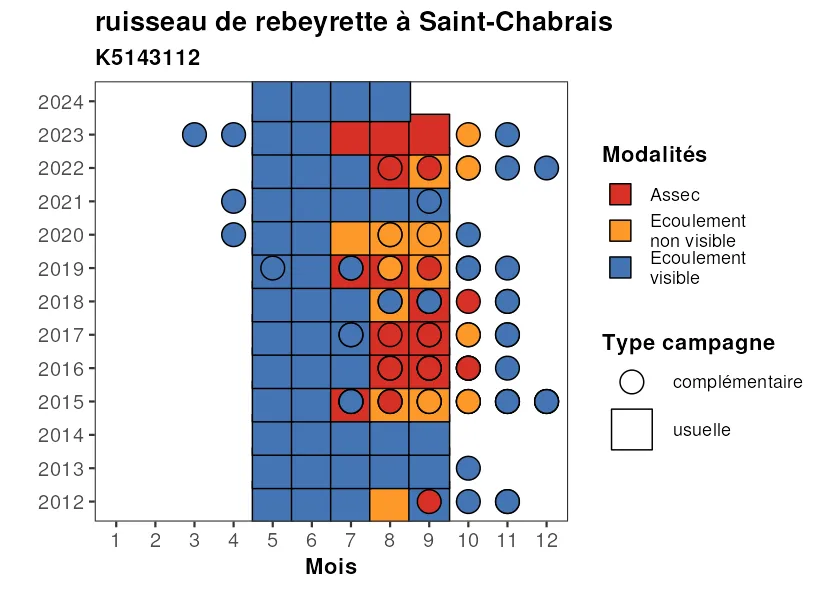 ruisseau de rebeyrette à Saint-Chabrais
K5143112
2024
2023
2022
2021
2020
2019
2018
2017
2016
2015
2014
2013
2012
1 2 3 4 5 6 7 8 9 10 11 12
Mois
Modalités
Assec
Ecoulement
non visible
Ecoulement
visible
Type campagne
complémentaire
usuelle